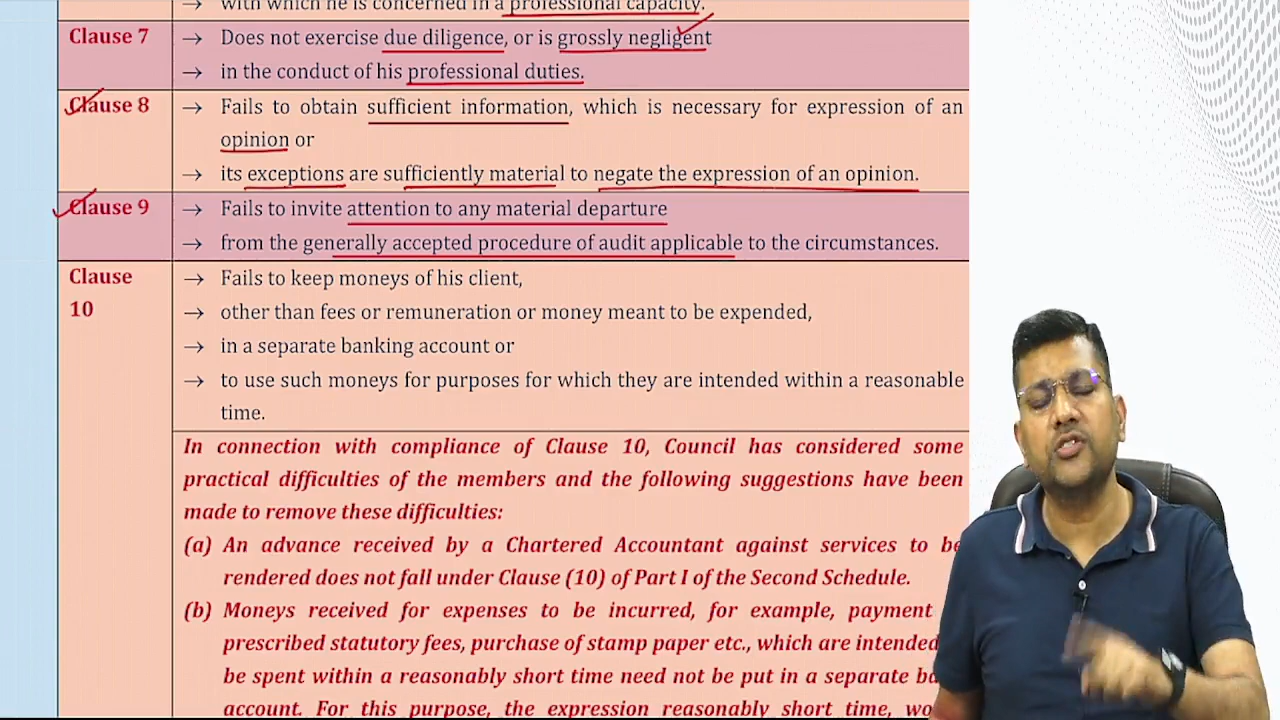 with which he is concerned in a professional capacity.
Clause 7
→ Does not exercise due diligence, or is grossly negligent
→ in the conduct of his professional duties.
Clause 8
→ Fails to obtain sufficient information, which is necessary for expression of an
opinion or
→ its exceptions are sufficiently material to negate the expression of an opinion.
Clause 9
→ Fails to invite attention to any material departure
→ from the generally accepted procedure of audit applicable to the circumstances.
Clause
10
→ Fails to keep moneys of his client,
→ other than fees or remuneration or money meant to be expended,
→ in a separate banking account or
→ to use such moneys for purposes for which they are intended within a reasonable
time.
In connection with compliance of Clause 10, Council has considered some
practical difficulties of the members and the following suggestions have been
made to remove these difficulties:
(a) An advance received by a Chartered Accountant against services to be
rendered does not fall under Clause (10) of Part I of the Second Schedule.
(b) Moneys received for expenses to be incurred, for example, payment
prescribed statutory fees, purchase of stamp paper etc., which are intended
be spent within a reasonably short time need not be put in a separate
account. For this purpose, the expression reasonably short time,